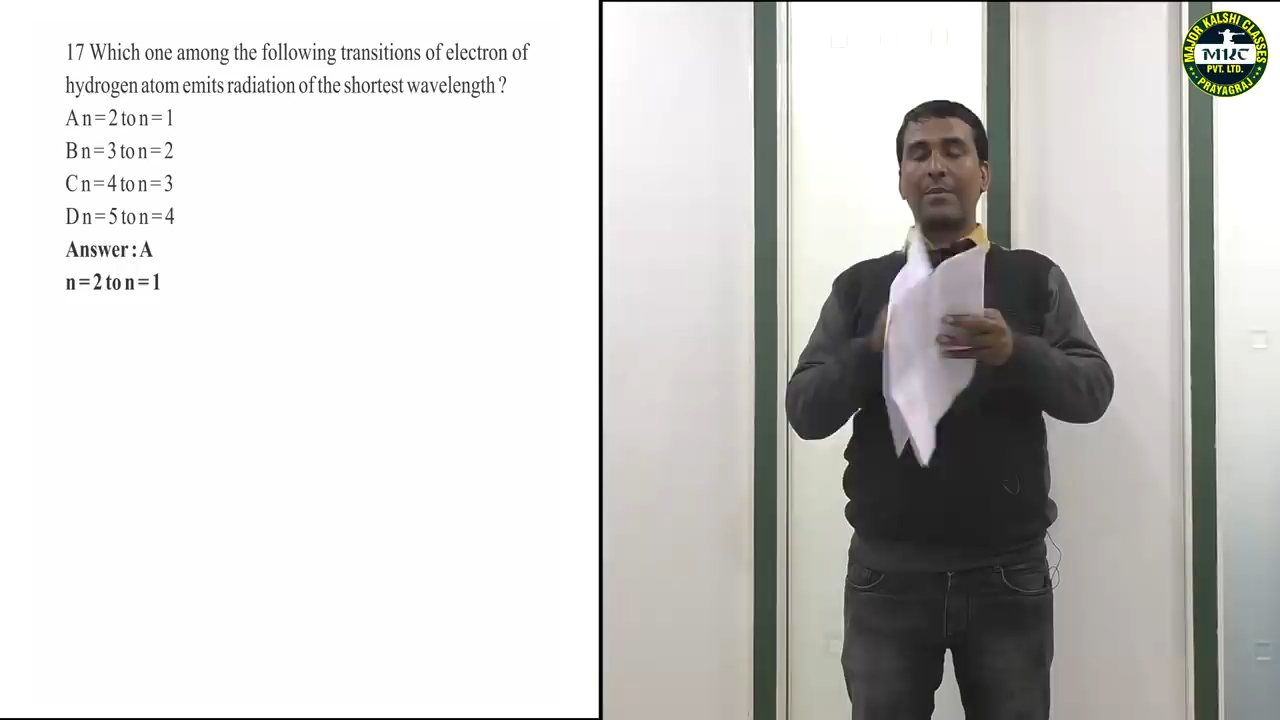 17 Which one among the following transitions of electron of
hydrogen atom emits radiation of the shortest wavelength ?
A n = 2 to n = 1
B n = 3 to n = 2
C n = 4 to n = 3
D n = 5 to n = 4
Answer : A
n = 2 to n = 1
MAJOR KALSHI CLASSES
MKC
PVT. LTD.
PRAYAGRAJ